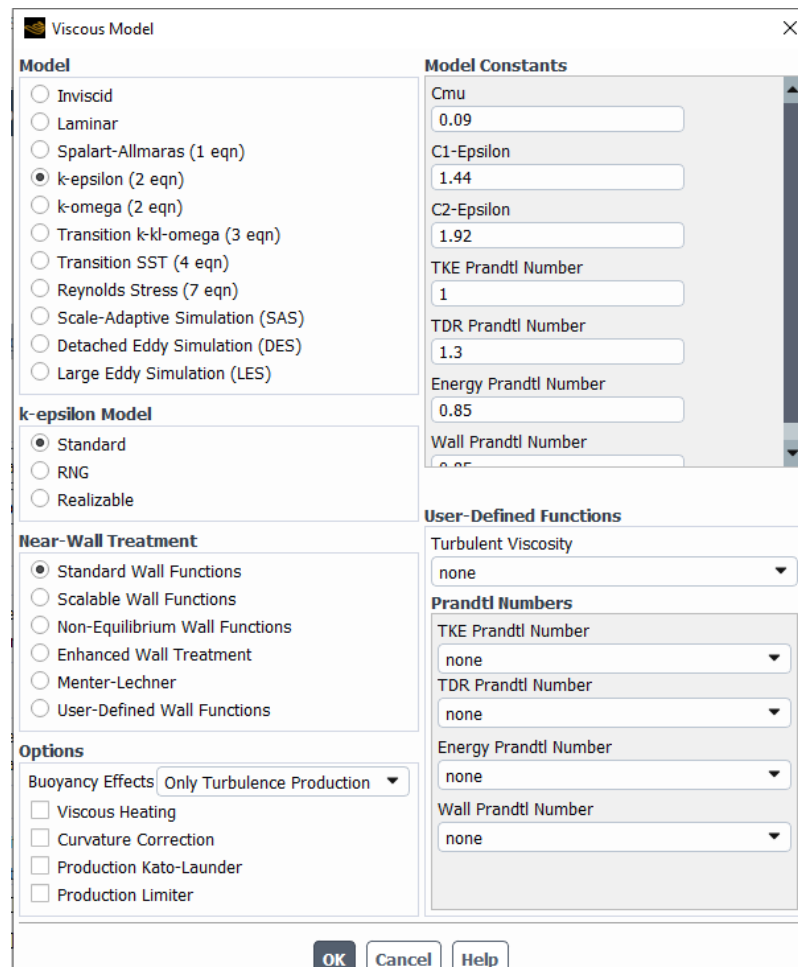 Viscous Model
Model
Inviscid
Laminar
Spalart-Allmaras (1 eqn)
k-epsilon (2 eqn)
k-omega (2 eqn)
Transition k-kl-omega (3 eqn)
Transition SST (4 eqn)
Reynolds Stress (7 eqn)
Scale-Adaptive Simulation (SAS)
Detached Eddy Simulation (DES)
Large Eddy Simulation (LES)
k-epsilon Model
Standard
RNG
Realizable
Near-Wall Treatment
Standard Wall Functions
Scalable Wall Functions
Non-Equilibrium Wall Functions
Enhanced Wall Treatment
Menter-Lechner
User-Defined Wall Functions
Options
Buoyancy Effects Only Turbulence Production
Viscous Heating
Curvature Correction
Production Kato-Launder
Production Limiter
Model Constants
Cmu
0.09
C1-Epsilon
1.44
C2-Epsilon
1.92
TKE Prandtl Number
1
TDR Prandtl Number
1.3
Energy Prandtl Number
0.85
Wall Prandtl Number
User-Defined Functions
Turbulent Viscosity
none
Prandtl Numbers
TKE Prandtl Number
none
TDR Prandtl Number
none
Energy Prandtl Number
none
Wall Prandtl Number
none
OK
Cancel
Help